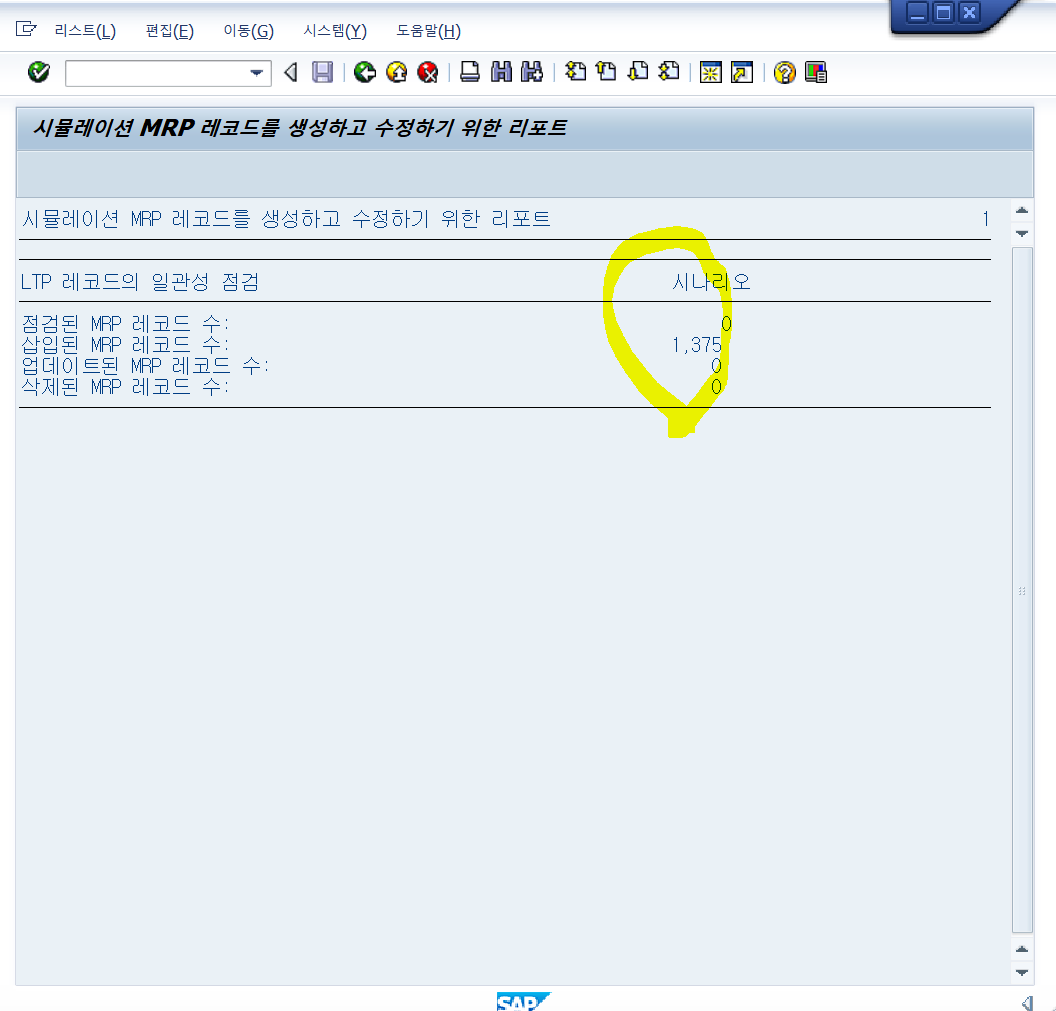 리스트(L) 편집(E) 이동(G) 시스템(Y) 도움말(H)
시뮬레이션 MRP 레코드를 생성하고 수정하기 위한 리포트
시뮬레이션 MRP 레코드를 생성하고 수정하기 위한 리포트 1
LTP 레코드의 일관성 점검 시나리오
점검된 MRP 레코드 수: 0
삽입된 MRP 레코드 수: 1,375
업데이트된 MRP 레코드 수: 0
삭제된 MRP 레코드 수: 0
SAP